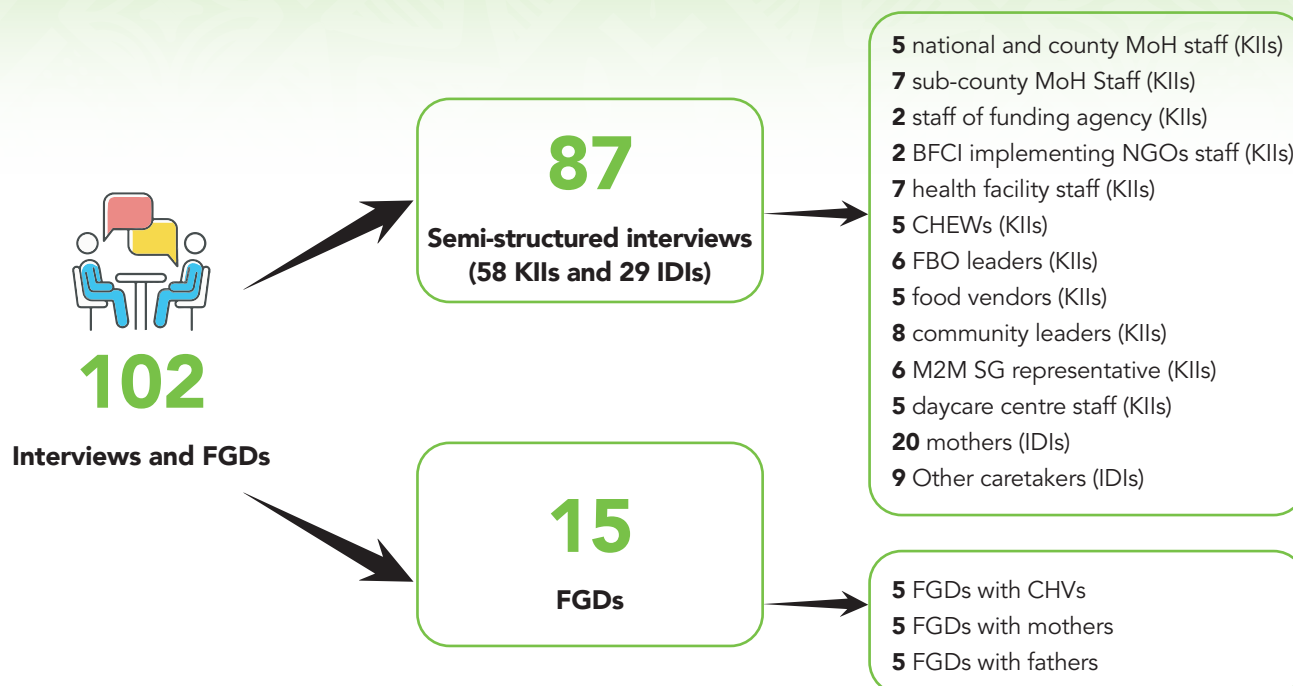 102
Interviews and FGDs
87
Semi-structured interviews
(58 KIIs and 29 IDIs)
5 national and county MoH staff (KIIs)
7 sub-county MoH Staff (KIIs)
2 staff of funding agency (KIIs)
2 BFCI implementing NGOs staff (KIIs)
7 health facility staff (KIIs)
5 CHEWs (KIIs)
6 FBO leaders (KIIs)
5 food vendors (KIIs)
8 community leaders (KIIs)
6 M2M SG representative (KIIs)
5 daycare centre staff (KIIs)
20 mothers (IDIs)
9 Other caretakers (IDIs)
15
FGDs
5 FGDs with CHVs
5 FGDs with mothers
5 FGDs with fathers